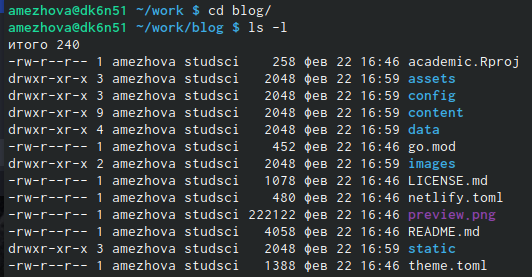 amezhova@dk6n51 ~/work $ cd blog/
amezhova@dk6n51 ~/work/blog $ ls -l
итого 240
-rw-r--r-- 1 amezhova studsci    258 фев 22 16:46 academic.Rproj
drwxr-xr-x 3 amezhova studsci   2048 фев 22 16:59 assets
drwxr-xr-x 3 amezhova studsci   2048 фев 22 16:59 config
drwxr-xr-x 9 amezhova studsci   2048 фев 22 16:59 content
drwxr-xr-x 4 amezhova studsci   2048 фев 22 16:59 data
-rw-r--r-- 1 amezhova studsci    452 фев 22 16:46 go.mod
drwxr-xr-x 2 amezhova studsci   2048 фев 22 16:59 images
-rw-r--r-- 1 amezhova studsci   1078 фев 22 16:46 LICENSE.md
-rw-r--r-- 1 amezhova studsci    480 фев 22 16:46 netlify.toml
-rw-r--r-- 1 amezhova studsci 222122 фев 22 16:46 preview.png
-rw-r--r-- 1 amezhova studsci   4058 фев 22 16:46 README.md
drwxr-xr-x 3 amezhova studsci   2048 фев 22 16:59 static
-rw-r--r-- 1 amezhova studsci   1388 фев 22 16:46 theme.toml